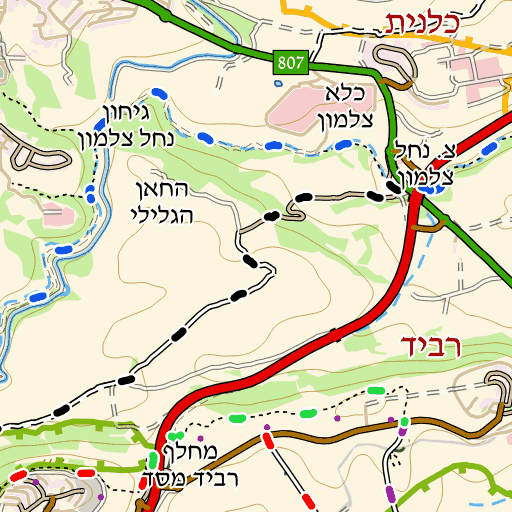 כלנית
807
כלא
צלמון
גיחון
נחל צלמון
צ. נחל
צלמון
החאן
הגלילי
רביד
מחלף
רביד מסד